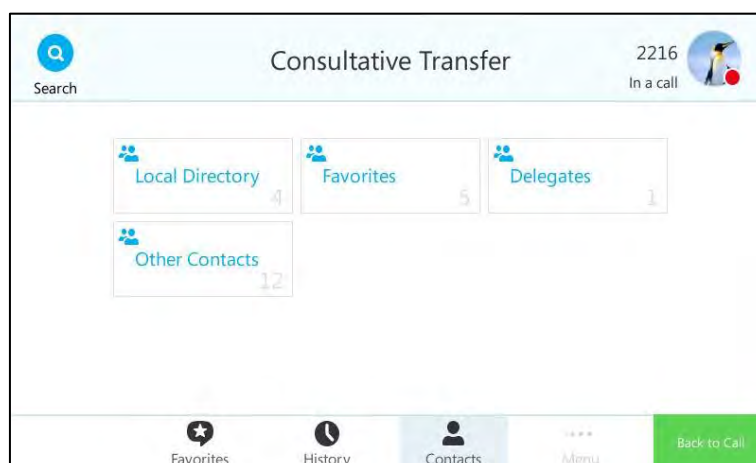 Search
Consultative Transfer
2216
In a call
Local Directory
4
Favorites
5
Delegates
1
Other Contacts
12
Favorites
History
Contacts
Menu
Back to Call